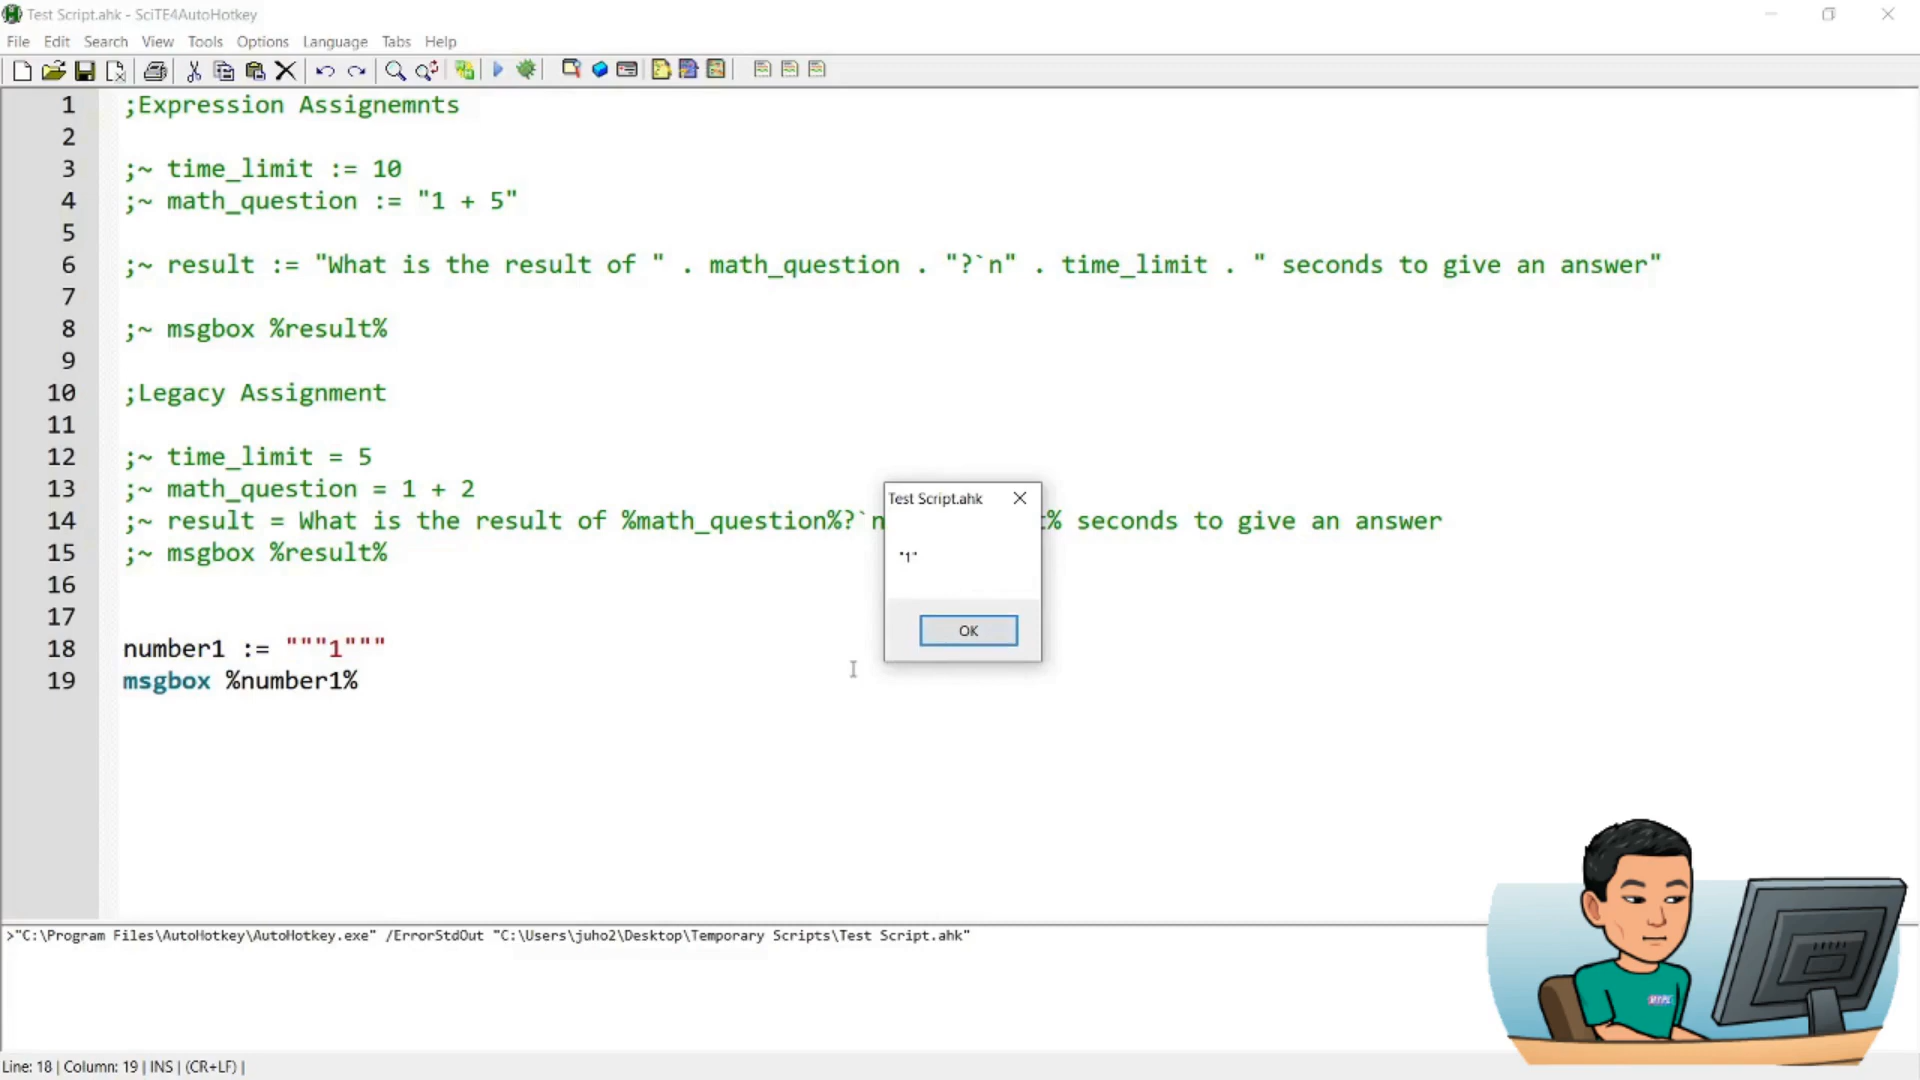 Test Script.ahk - SciTE4AutoHotkey
File Edit Search View Tools Options Language Tabs Help
1 ;Expression Assignemnts
2
3 ;~ time_limit := 10
4 ;~ math_question := "1 + 5"
5
6 ;~ result := "What is the result of " . math_question . "?`n" . time_limit . " seconds to give an answer"
7
8 ;~ msgbox %result%
9
10 ;Legacy Assignment
11
12 ;~ time_limit = 5
13 ;~ math_question = 1 + 2
14 ;~ result = What is the result of %math_question%?`n % seconds to give an answer
15 ;~ msgbox %result%
16
17
18 number1 := """1"""
19 msgbox %number1%
Test Script.ahk
"1"
OK
>"C:\Program Files\AutoHotkey\AutoHotkey.exe" /ErrorStdOut "C:\Users\juho2\Desktop\Temporary Scripts\Test Script.ahk"
Line: 18 | Column: 19 | INS | (CR+LF) |